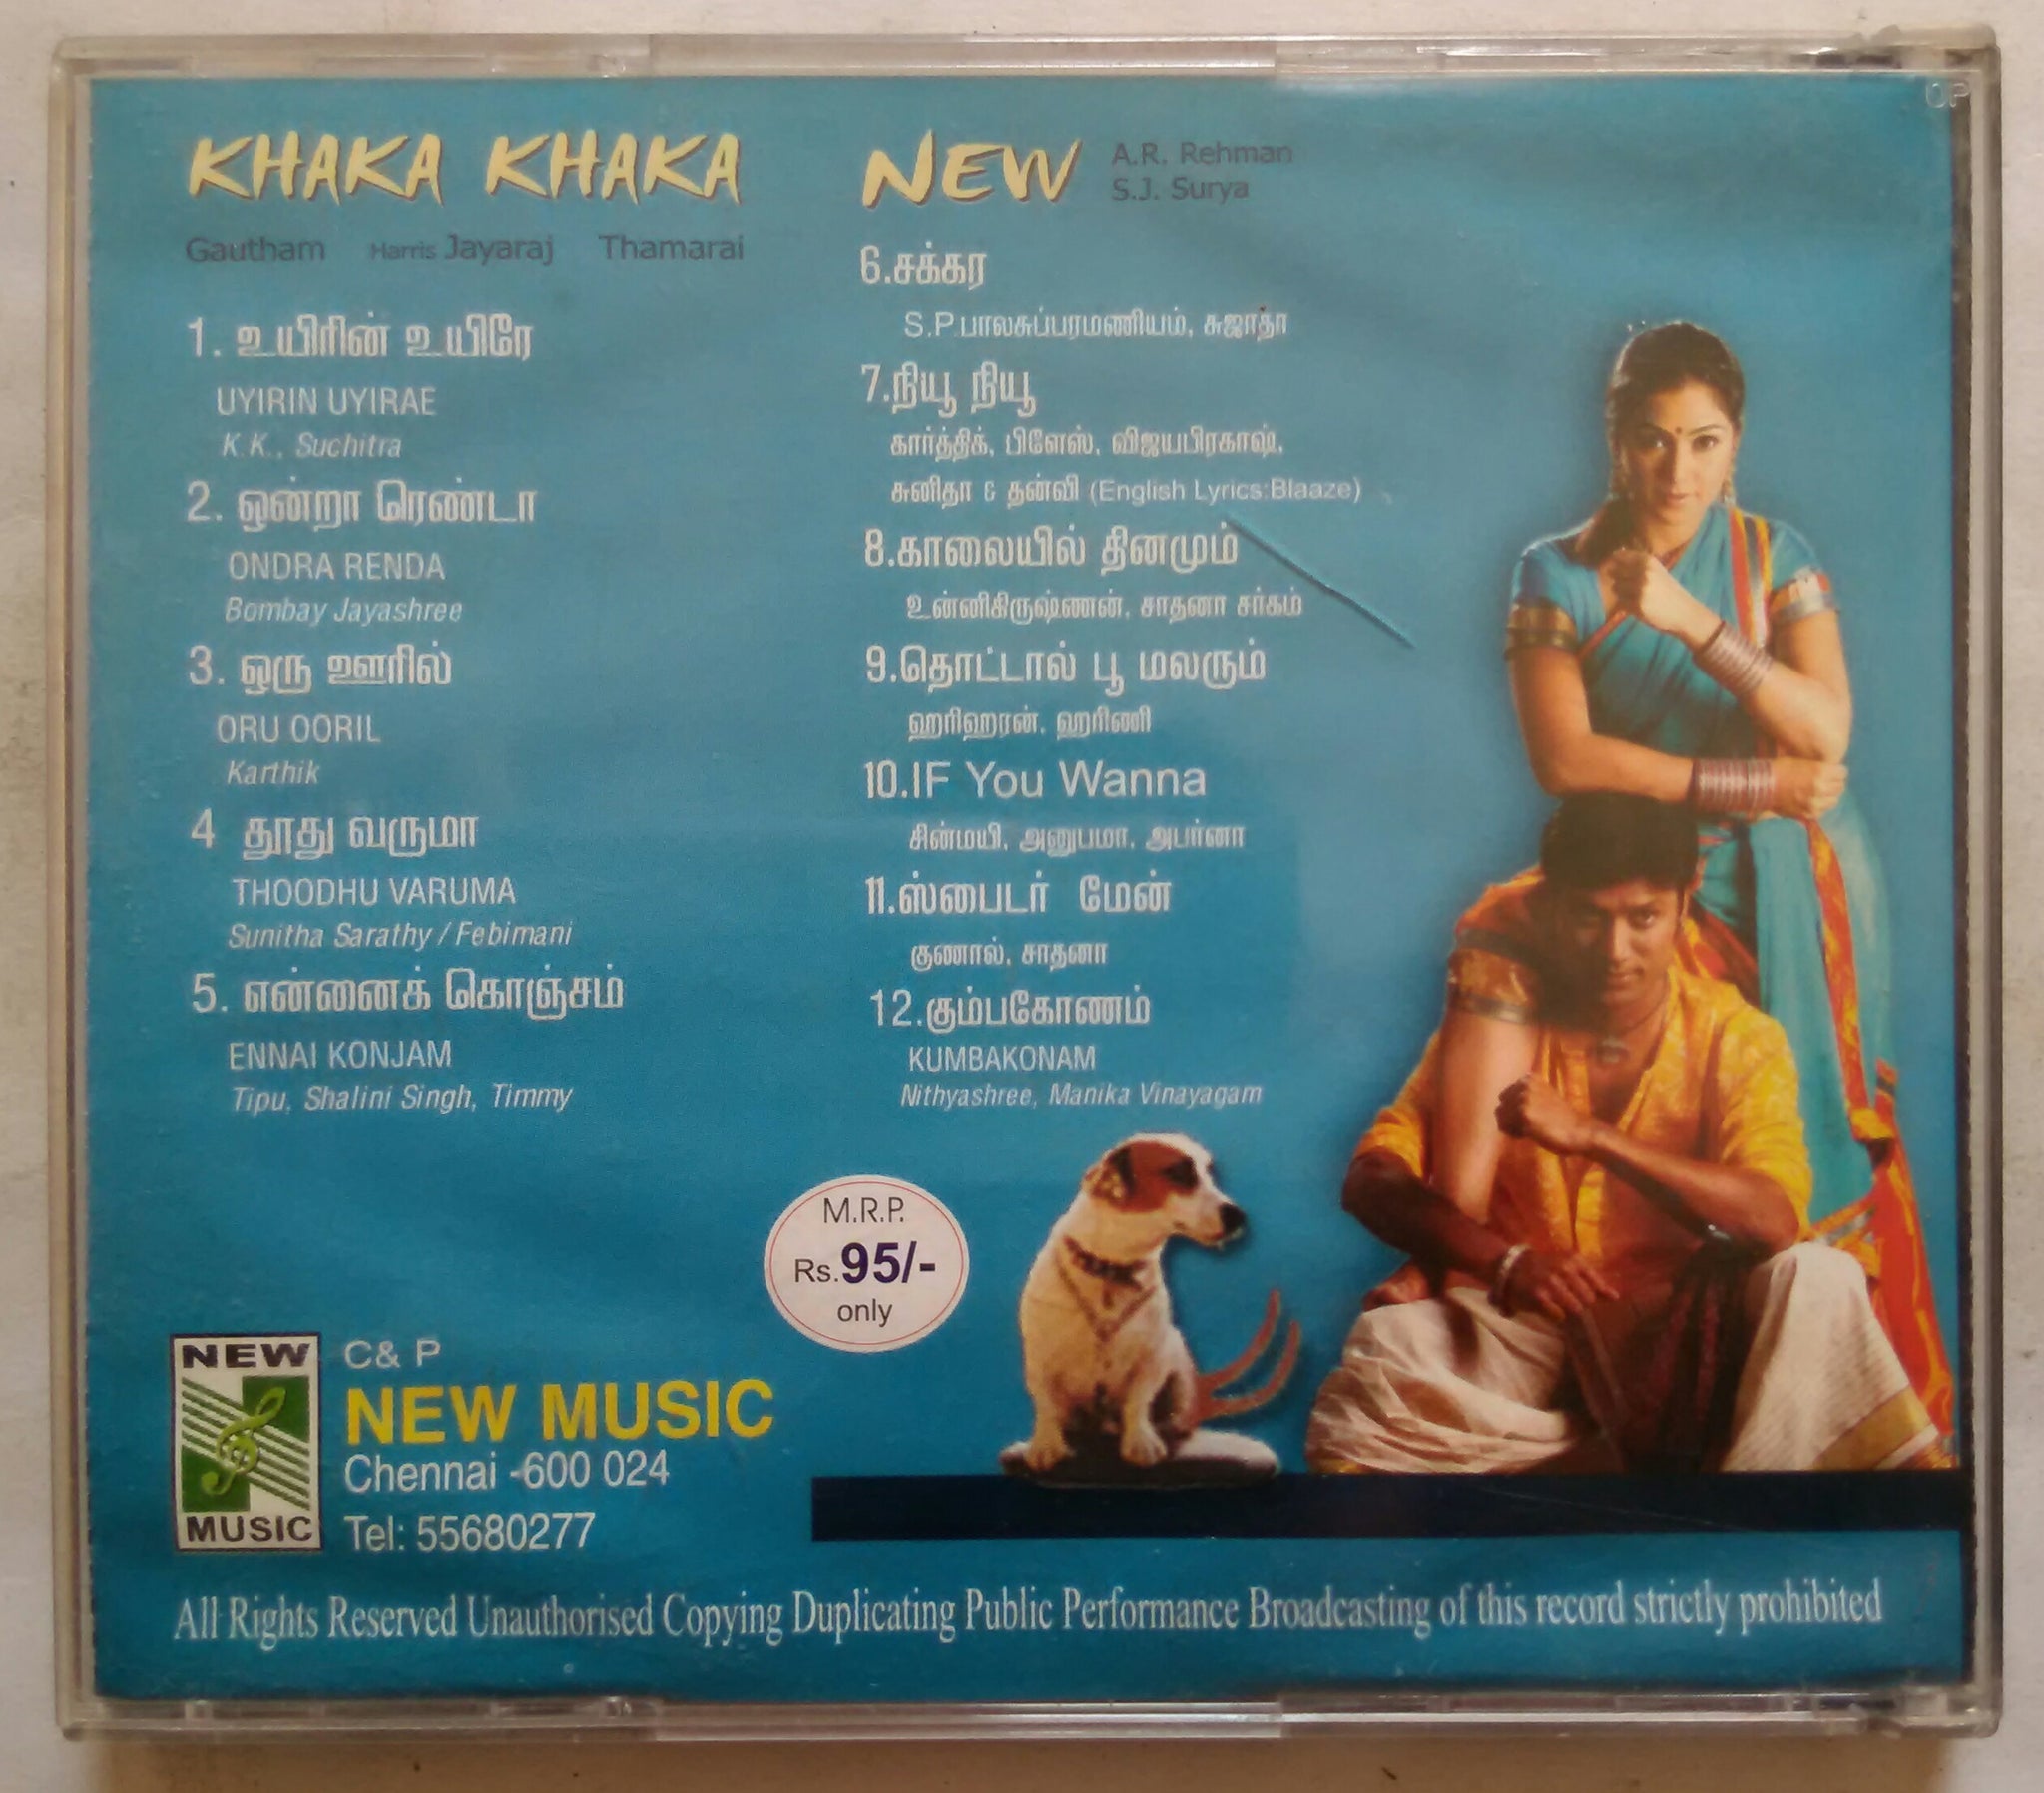 KHAKA KHAKA
Gautham Harris Jayaraj Thamarai
1. உயிரின் உயிரே
UYIRIN UYIRAE
K.K., Suchitra
2. ஒன்றா ரெண்டா
ONDRA RENDA
Bombay Jayashree
3. ஒரு ஊரில்
ORU OORIL
Karthik
4 தூது வருமா
THOODHU VARUMA
Sunitha Sarathy / Febimani
5. என்னைக் கொஞ்சம்
ENNAI KONJAM
Tipu, Shalini Singh, Timmy
NEW
A.R. Rehman
S.J. Surya
6.சக்கர
S.P.பாலசுப்பரமணியம், சுஜாதா
7.நியூ நியூ
கார்த்திக், பிளேஸ், விஜயபிரகாஷ்,
சுனிதா & தன்வி (English Lyrics:Blaaze)
8.காலையில் தினமும்
உன்னிகிருஷ்ணன், சாதனா சர்கம்
9.தொட்டால் பூ மலரும்
ஹரிஹரன், ஹரிணி
10.IF You Wanna
சின்மயி, அனுபமா, அபர்னா
11.ஸ்பைடர் மேன்
குணால், சாதனா
12.கும்பகோணம்
KUMBAKONAM
Nithyashree, Manika Vinayagam
M.R.P.
Rs.95/-
only
NEW
MUSIC
C& P
NEW MUSIC
Chennai -600 024
Tel: 55680277
All Rights Reserved Unauthorised Copying Duplicating Public Performance Broadcasting of this record strictly prohibited